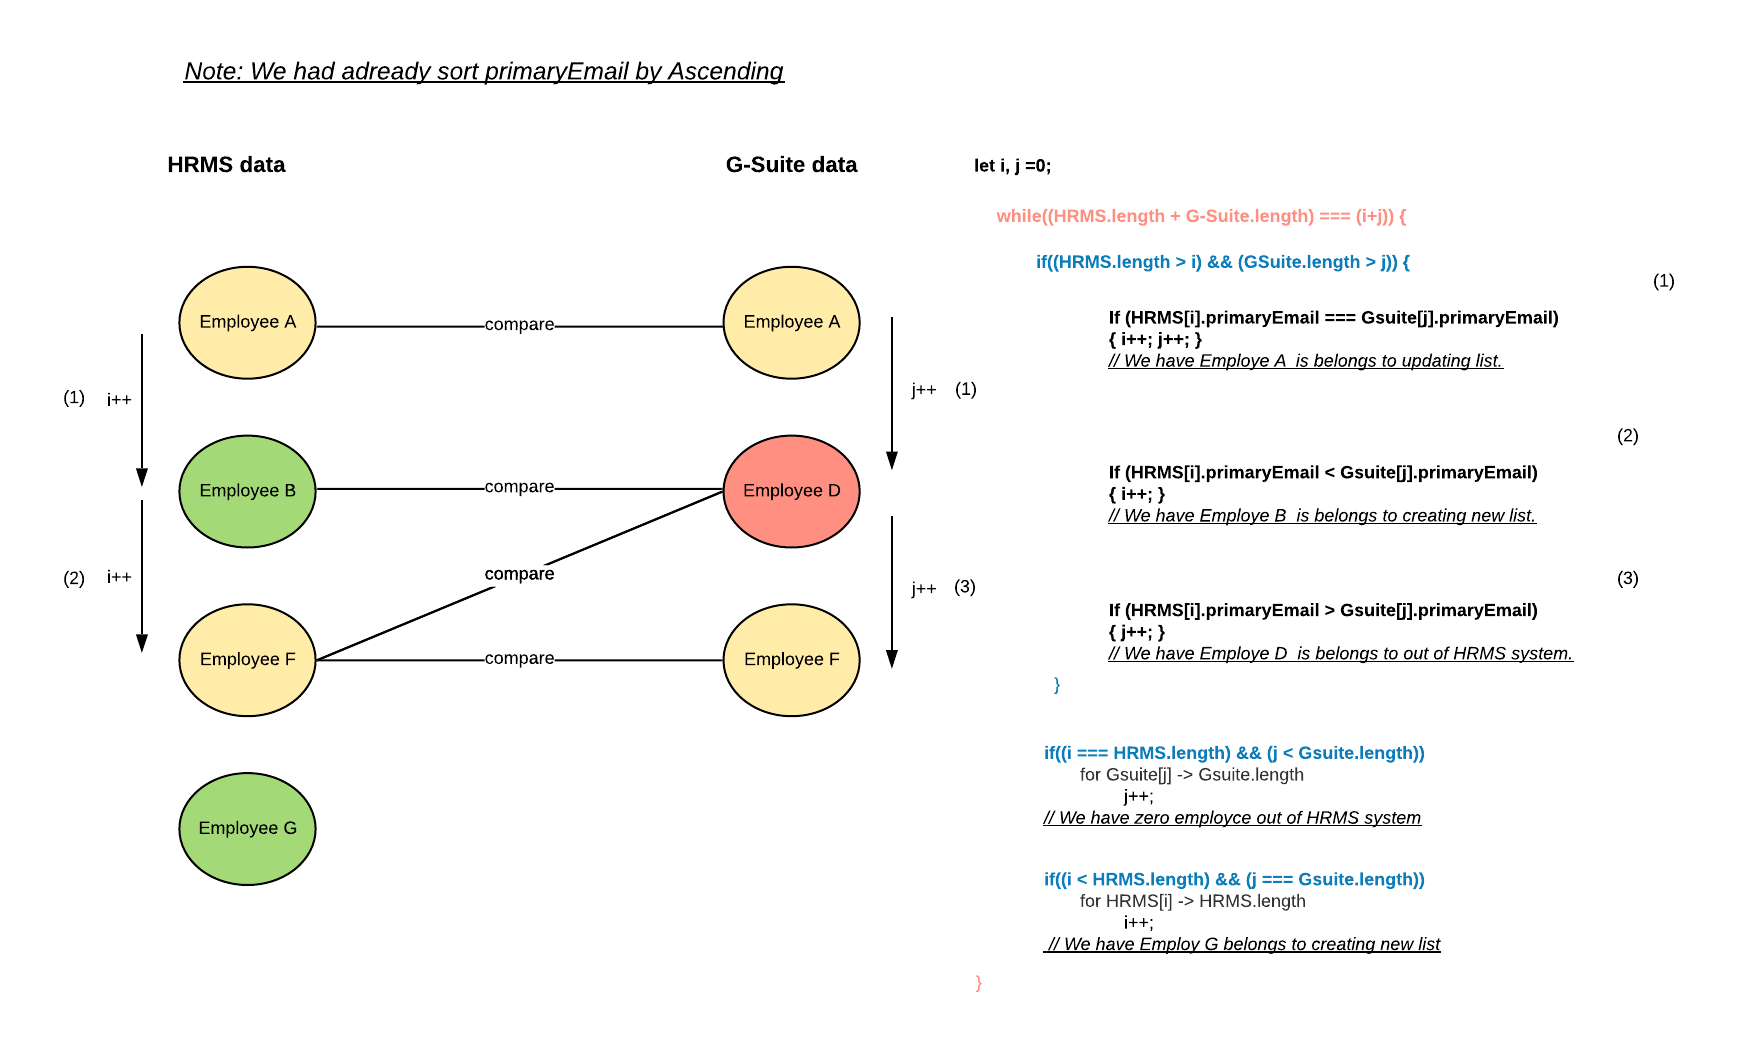 Note: We had adready sort primaryEmail by Ascending
HRMS data
G-Suite data
Employee A
compare
Employee A
(1)
i++
j++
(1)
Employee B
compare
Employee D
compare
(2)
i++
j++
(3)
Employee F
compare
Employee F
Employee G
let i, j =0;
while((HRMS.length + G-Suite.length) === (i+j)) {
if((HRMS.length > i) && (GSuite.length > j)) {
(1)
If (HRMS[i].primaryEmail === Gsuite[j].primaryEmail)
{ i++; j++; }
// We have Employe A  is belongs to updating list.
(2)
If (HRMS[i].primaryEmail < Gsuite[j].primaryEmail)
{ i++; }
// We have Employe B  is belongs to creating new list.
(3)
If (HRMS[i].primaryEmail > Gsuite[j].primaryEmail)
{ j++; }
// We have Employe D  is belongs to out of HRMS system.
}
if((i === HRMS.length) && (j < Gsuite.length))
for Gsuite[j] -> Gsuite.length
j++;
// We have zero employce out of HRMS system
if((i < HRMS.length) && (j === Gsuite.length))
for HRMS[i] -> HRMS.length
i++;
// We have Employ G belongs to creating new list
}